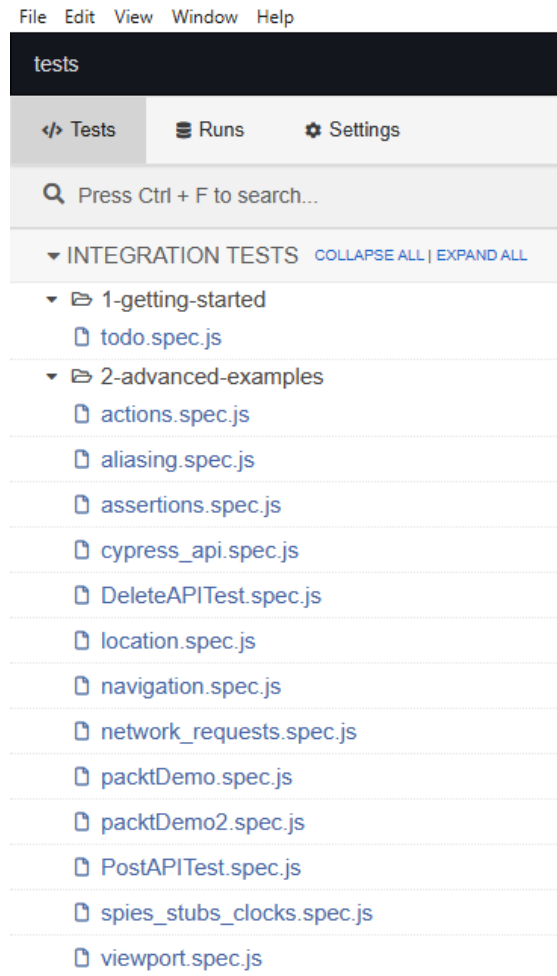 File Edit View Window Help
tests
</> Tests Runs Settings
Press Ctrl + F to search...
INTEGRATION TESTS COLLAPSE ALL | EXPAND ALL
1-getting-started
todo.spec.js
2-advanced-examples
actions.spec.js
aliasing.spec.js
assertions.spec.js
cypress_api.spec.js
DeleteAPITest.spec.js
location.spec.js
navigation.spec.js
network_requests.spec.js
packtDemo.spec.js
packtDemo2.spec.js
PostAPITest.spec.js
spies_stubs_clocks.spec.js
viewport.spec.js